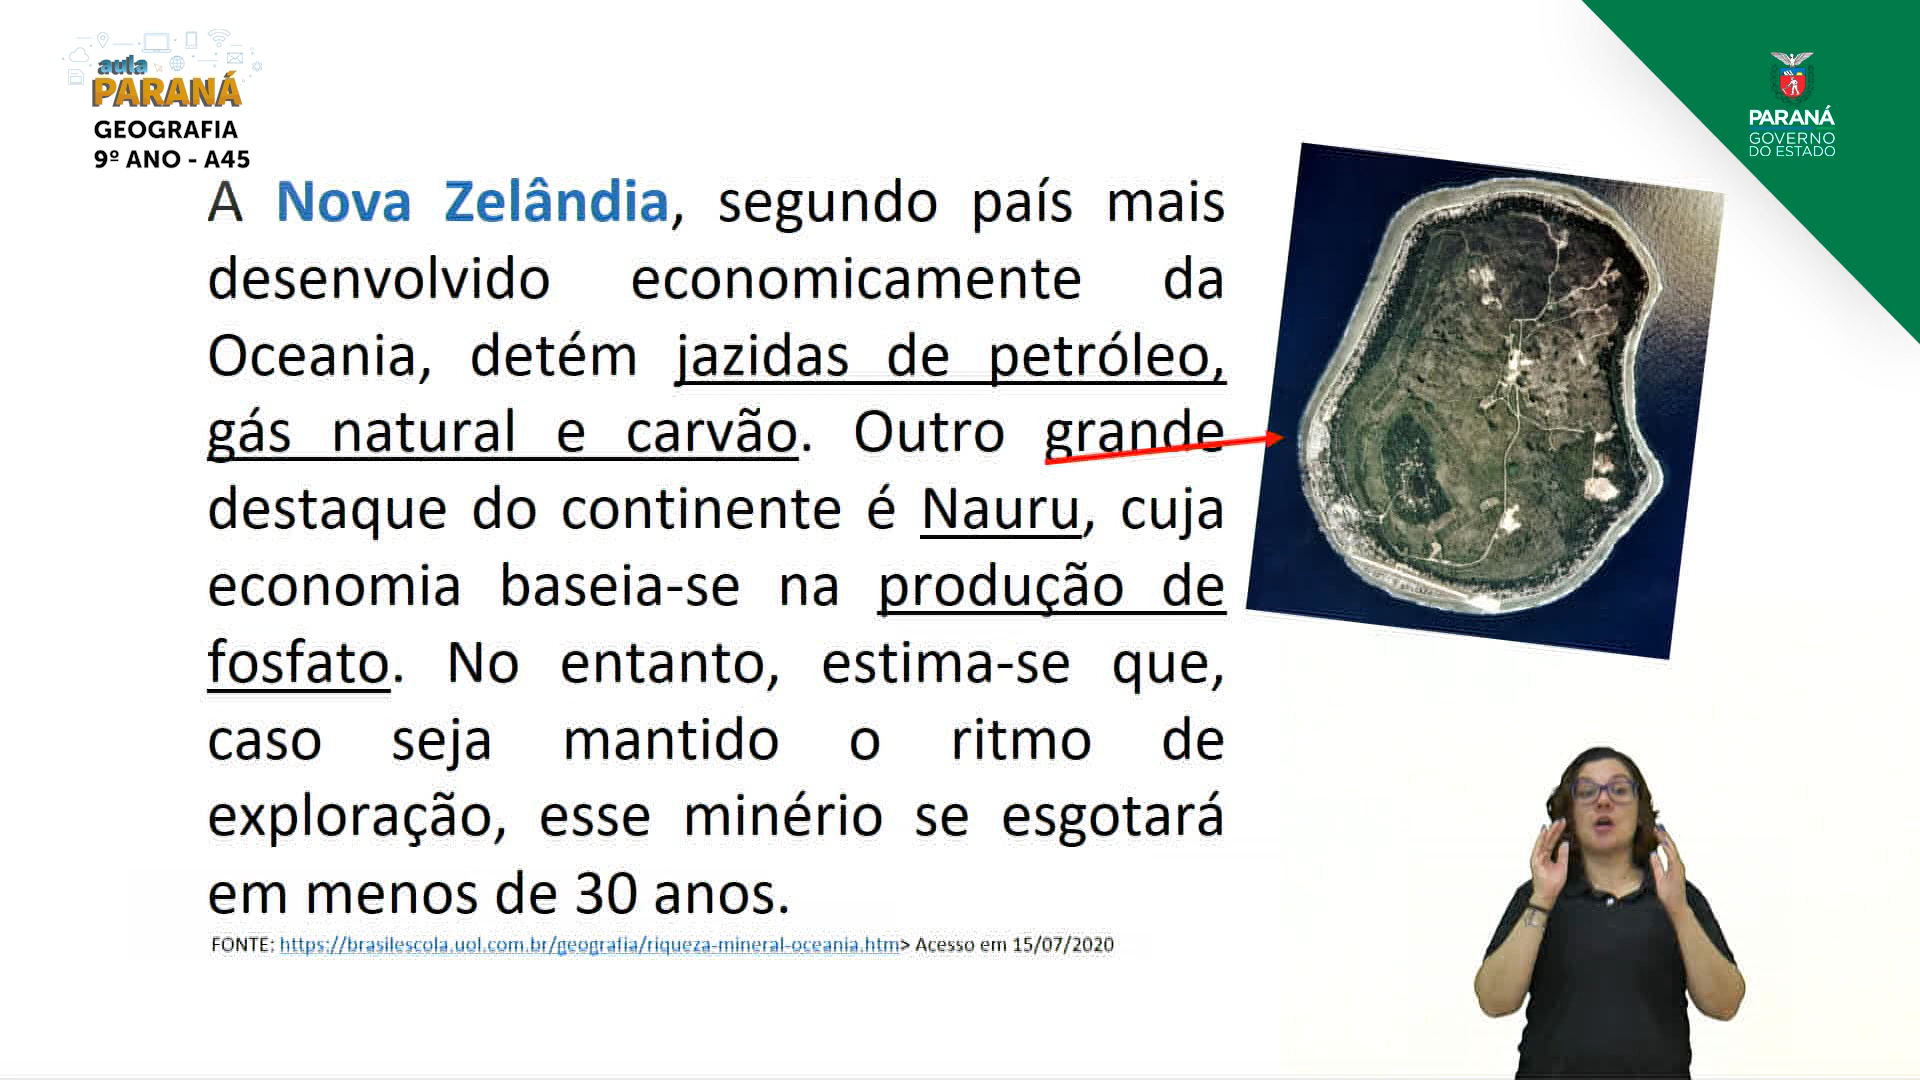 aula
PARANÁ
GEOGRAFIA
9º ANO - A45
PARANÁ
GOVERNO
DO ESTADO
A Nova Zelândia, segundo país mais
desenvolvido economicamente da
Oceania, detém jazidas de petróleo,
gás natural e carvão. Outro grande
destaque do continente é Nauru, cuja
economia baseia-se na produção de
fosfato. No entanto, estima-se que,
caso seja mantido o ritmo de
exploração, esse minério se esgotará
em menos de 30 anos.
FONTE: https://brasilescola.uol.com.br/geografia/riqueza-mineral-oceania.htm> Acesso em 15/07/2020